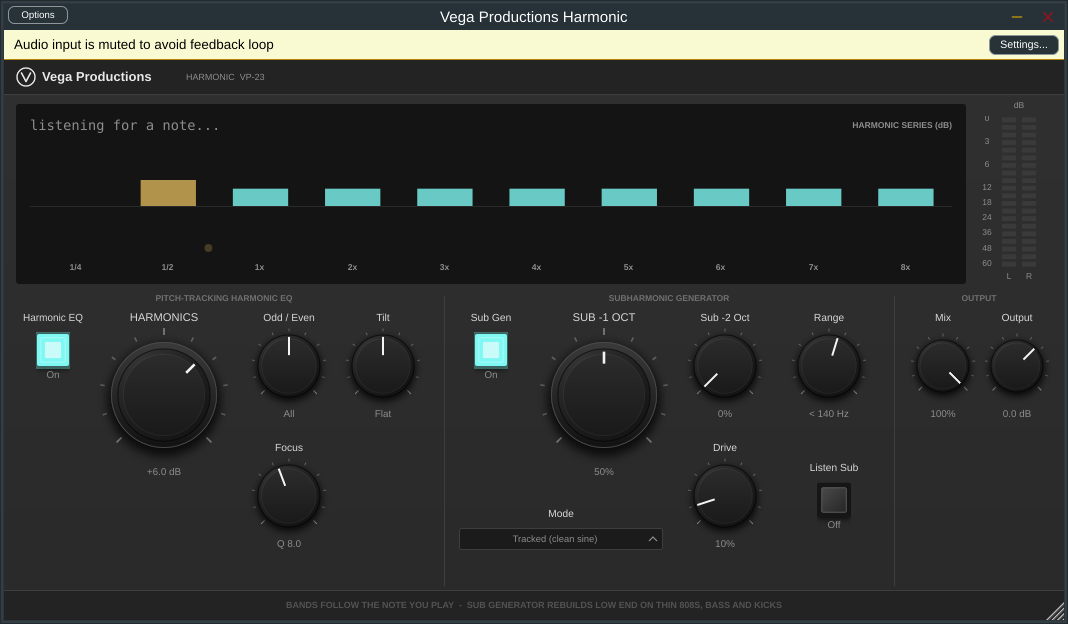 Options
Vega Productions Harmonic
Audio input is muted to avoid feedback loop
Settings...
Vega Productions
HARMONIC VP-23
dB
listening for a note...
HARMONIC SERIES (dB)
0
3
6
12
18
24
36
48
60
L R
1/4 1/2 1x 2x 3x 4x 5x 6x 7x 8x
PITCH-TRACKING HARMONIC EQ
SUBHARMONIC GENERATOR
OUTPUT
Harmonic EQ
HARMONICS
Odd / Even
Tilt
Sub Gen
SUB -1 OCT
Sub -2 Oct
Range
Mix
Output
On
On
All
Flat
0%
< 140 Hz
100%
0.0 dB
Focus
Drive
+6.0 dB
50%
Listen Sub
Mode
Off
Tracked (clean sine)
Q 8.0
10%
BANDS FOLLOW THE NOTE YOU PLAY - SUB GENERATOR REBUILDS LOW END ON THIN 808S, BASS AND KICKS